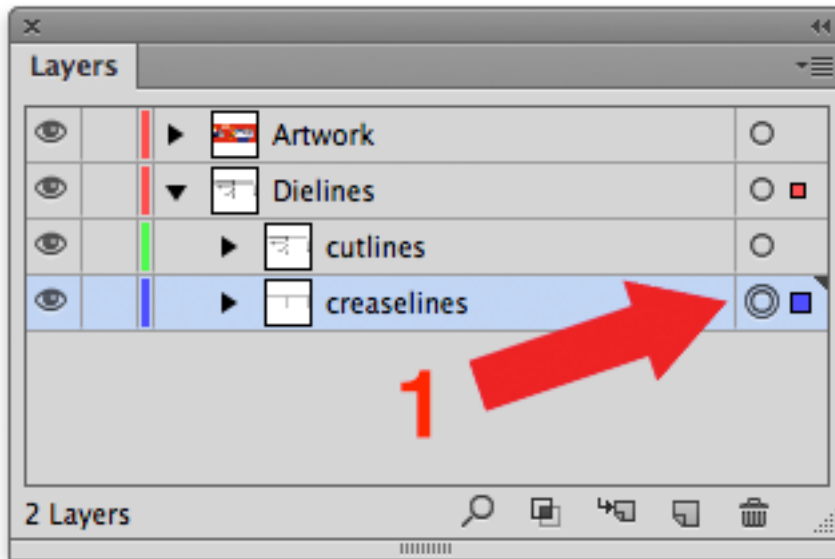 Layers
Artwork
Dielines
cutlines
creaselines
1
2 Layers